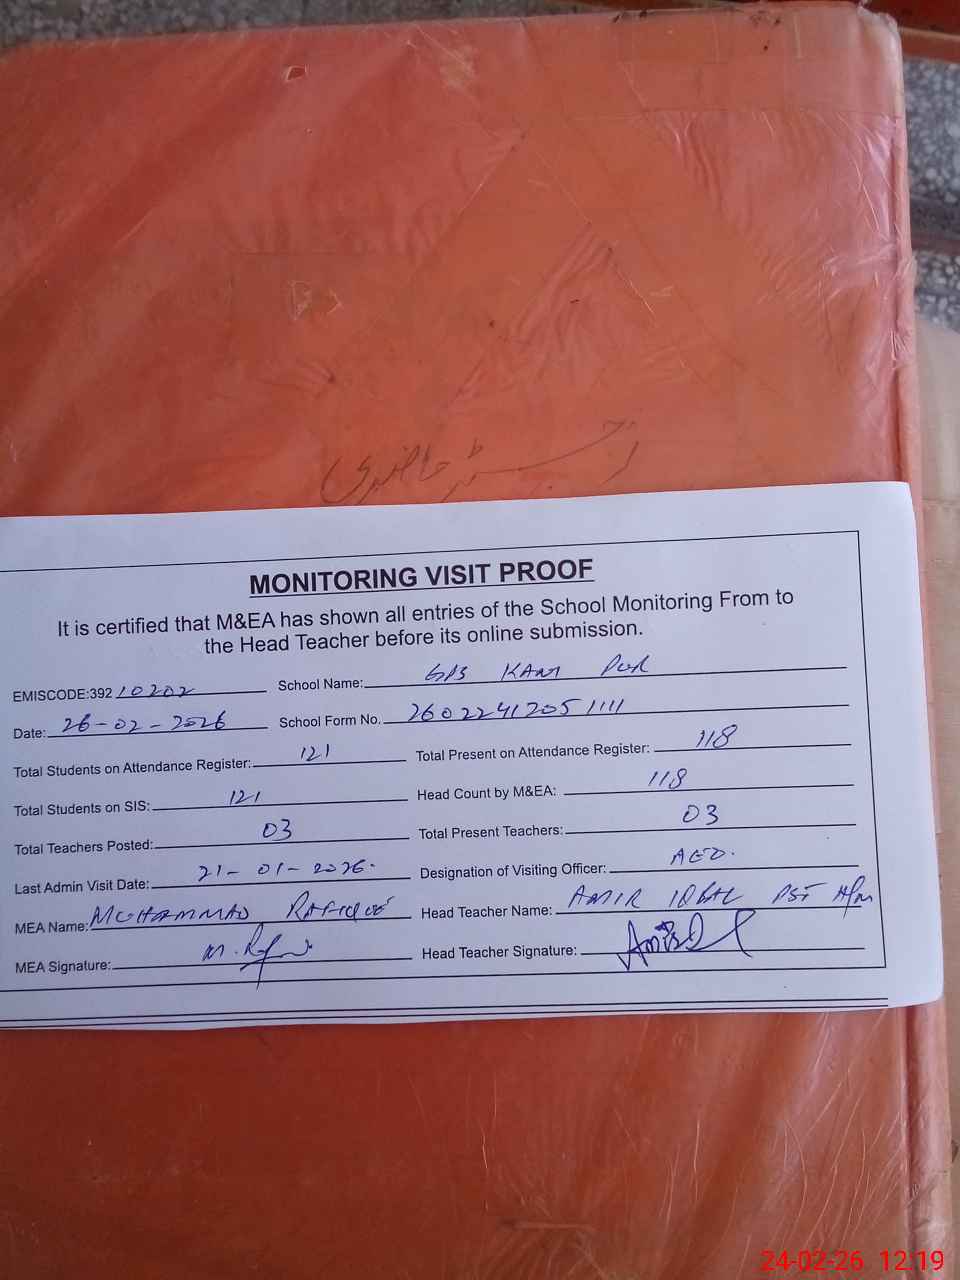 رجسٹر حاضری
MONITORING VISIT PROOF
It is certified that M&EA has shown all entries of the School Monitoring From to
the Head Teacher before its online submission.
EMISCODE:392 10202 School Name: GPS KAM PUR
Date: 26-02-2026 School Form No. 26022412051111
Total Students on Attendance Register: 121 Total Present on Attendance Register: 118
Total Students on SIS: 121 Head Count by M&EA: 118
Total Teachers Posted: 03 Total Present Teachers: 03
Last Admin Visit Date: 21-01-2026. Designation of Visiting Officer: AEO.
MEA Name: MUHAMMAD RAFIQUE Head Teacher Name: AMIR IQBAL PST
MEA Signature: M. Head Teacher Signature:
24-02-26 12:19